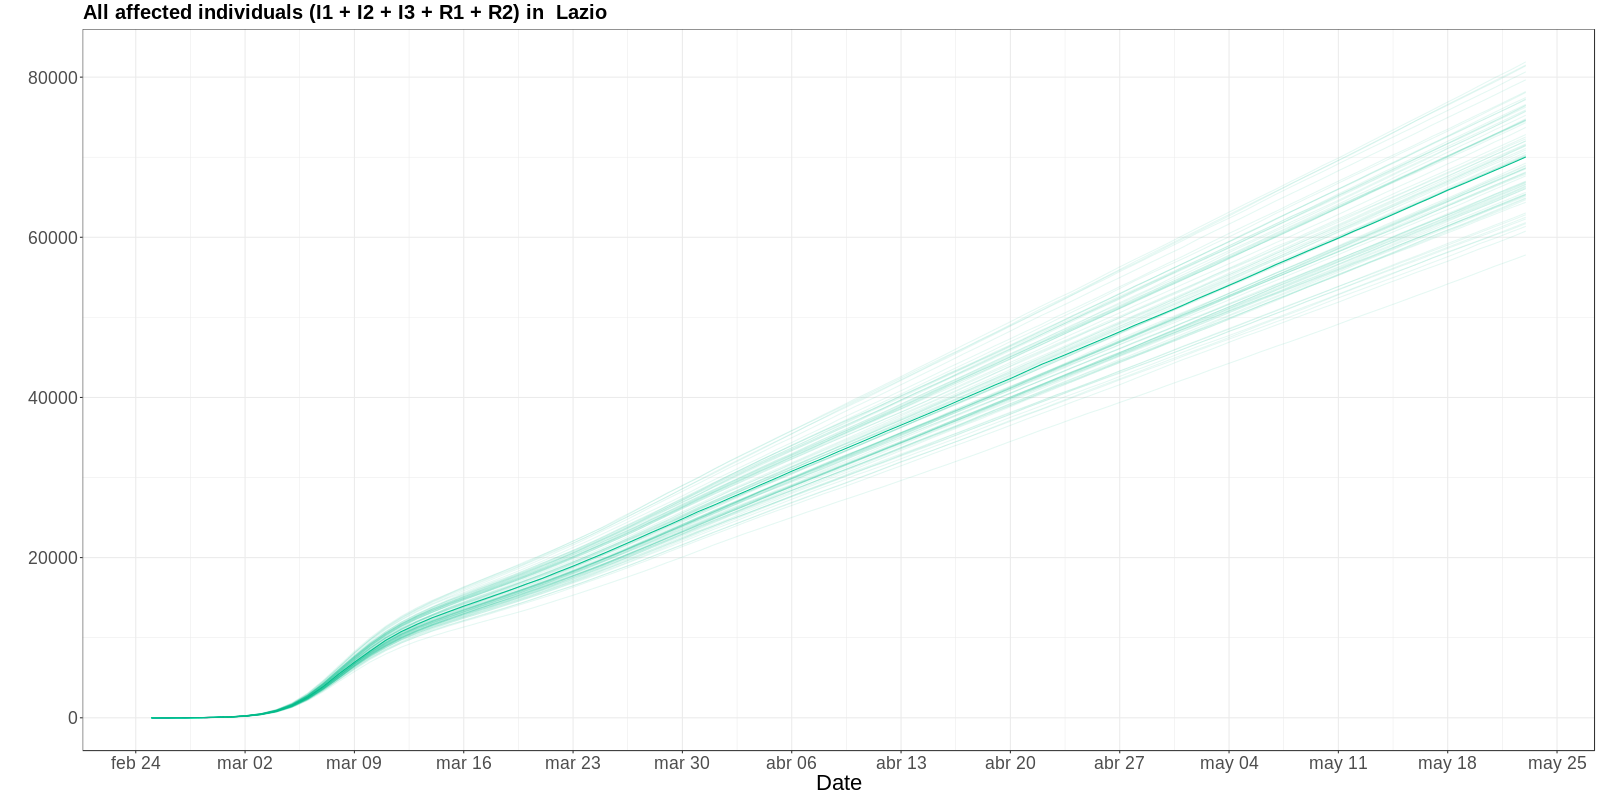 All affected individuals (I1 + I2 + I3 + R1 + R2) in  Lazio
80000
60000
40000
20000
0
feb 24 mar 02 mar 09 mar 16 mar 23 mar 30 abr 06 abr 13 abr 20 abr 27 may 04 may 11 may 18 may 25
Date